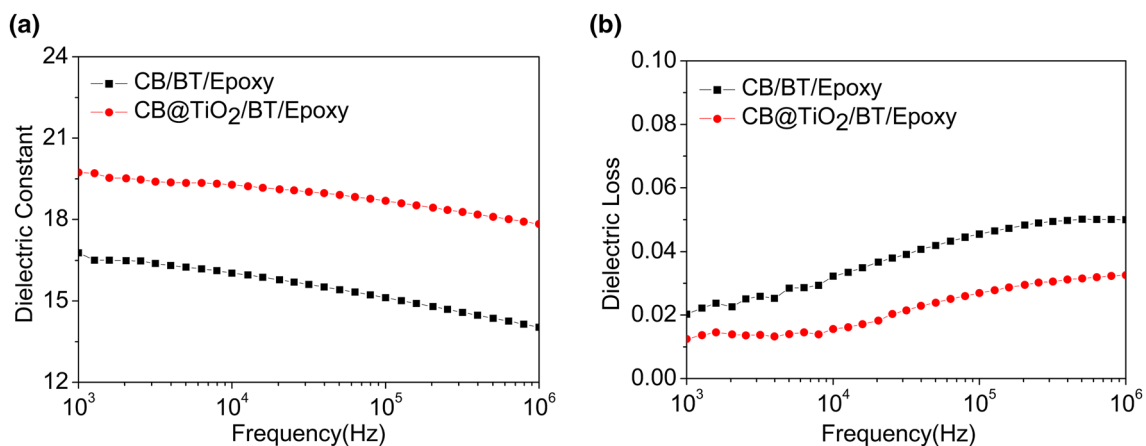 (a)
24
21
18
15
12
Dielectric Constant
CB/BT/Epoxy
CB@TiO2/BT/Epoxy
10^3
10^4
10^5
10^6
Frequency(Hz)
(b)
0.10
0.08
0.06
0.04
0.02
0.00
Dielectric Loss
CB/BT/Epoxy
CB@TiO2/BT/Epoxy
10^3
10^4
10^5
10^6
Frequency(Hz)